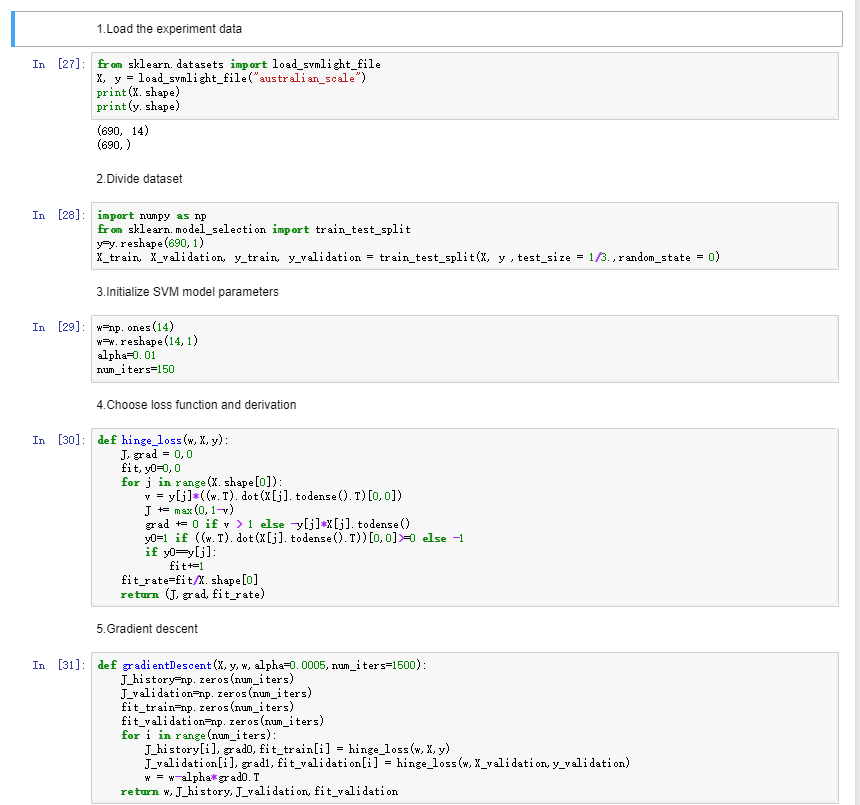 1.Load the experiment data
In [27]: from sklearn.datasets import load_svmlight_file
X, y = load_svmlight_file("australian_scale")
print(X.shape)
print(y.shape)
(690, 14)
(690,)
2.Divide dataset
In [28]: import numpy as np
from sklearn.model_selection import train_test_split
y=y.reshape(690,1)
X_train, X_validation, y_train, y_validation = train_test_split(X, y ,test_size = 1/3.,random_state = 0)
3.Initialize SVM model parameters
In [29]: w=np.ones(14)
w=w.reshape(14,1)
alpha=0.01
num_iters=150
4.Choose loss function and derivation
In [30]: def hinge_loss(w,X,y):
J,grad = 0,0
fit,y0=0,0
for j in range(X.shape[0]):
v = y[j]*((w.T).dot(X[j].todense().T)[0,0])
J += max(0,1-v)
grad += 0 if v > 1 else -y[j]*X[j].todense()
y0=1 if ((w.T).dot(X[j].todense().T))[0,0]>=0 else -1
if y0==y[j]:
fit+=1
fit_rate=fit/X.shape[0]
return (J,grad,fit_rate)
5.Gradient descent
In [31]: def gradientDescent(X,y,w,alpha=0.0005,num_iters=1500):
J_history=np.zeros(num_iters)
J_validation=np.zeros(num_iters)
fit_train=np.zeros(num_iters)
fit_validation=np.zeros(num_iters)
for i in range(num_iters):
J_history[i],grad0,fit_train[i] = hinge_loss(w,X,y)
J_validation[i],grad1,fit_validation[i] = hinge_loss(w,X_validation,y_validation)
w = w-alpha*grad0.T
return w,J_history,J_validation,fit_validation